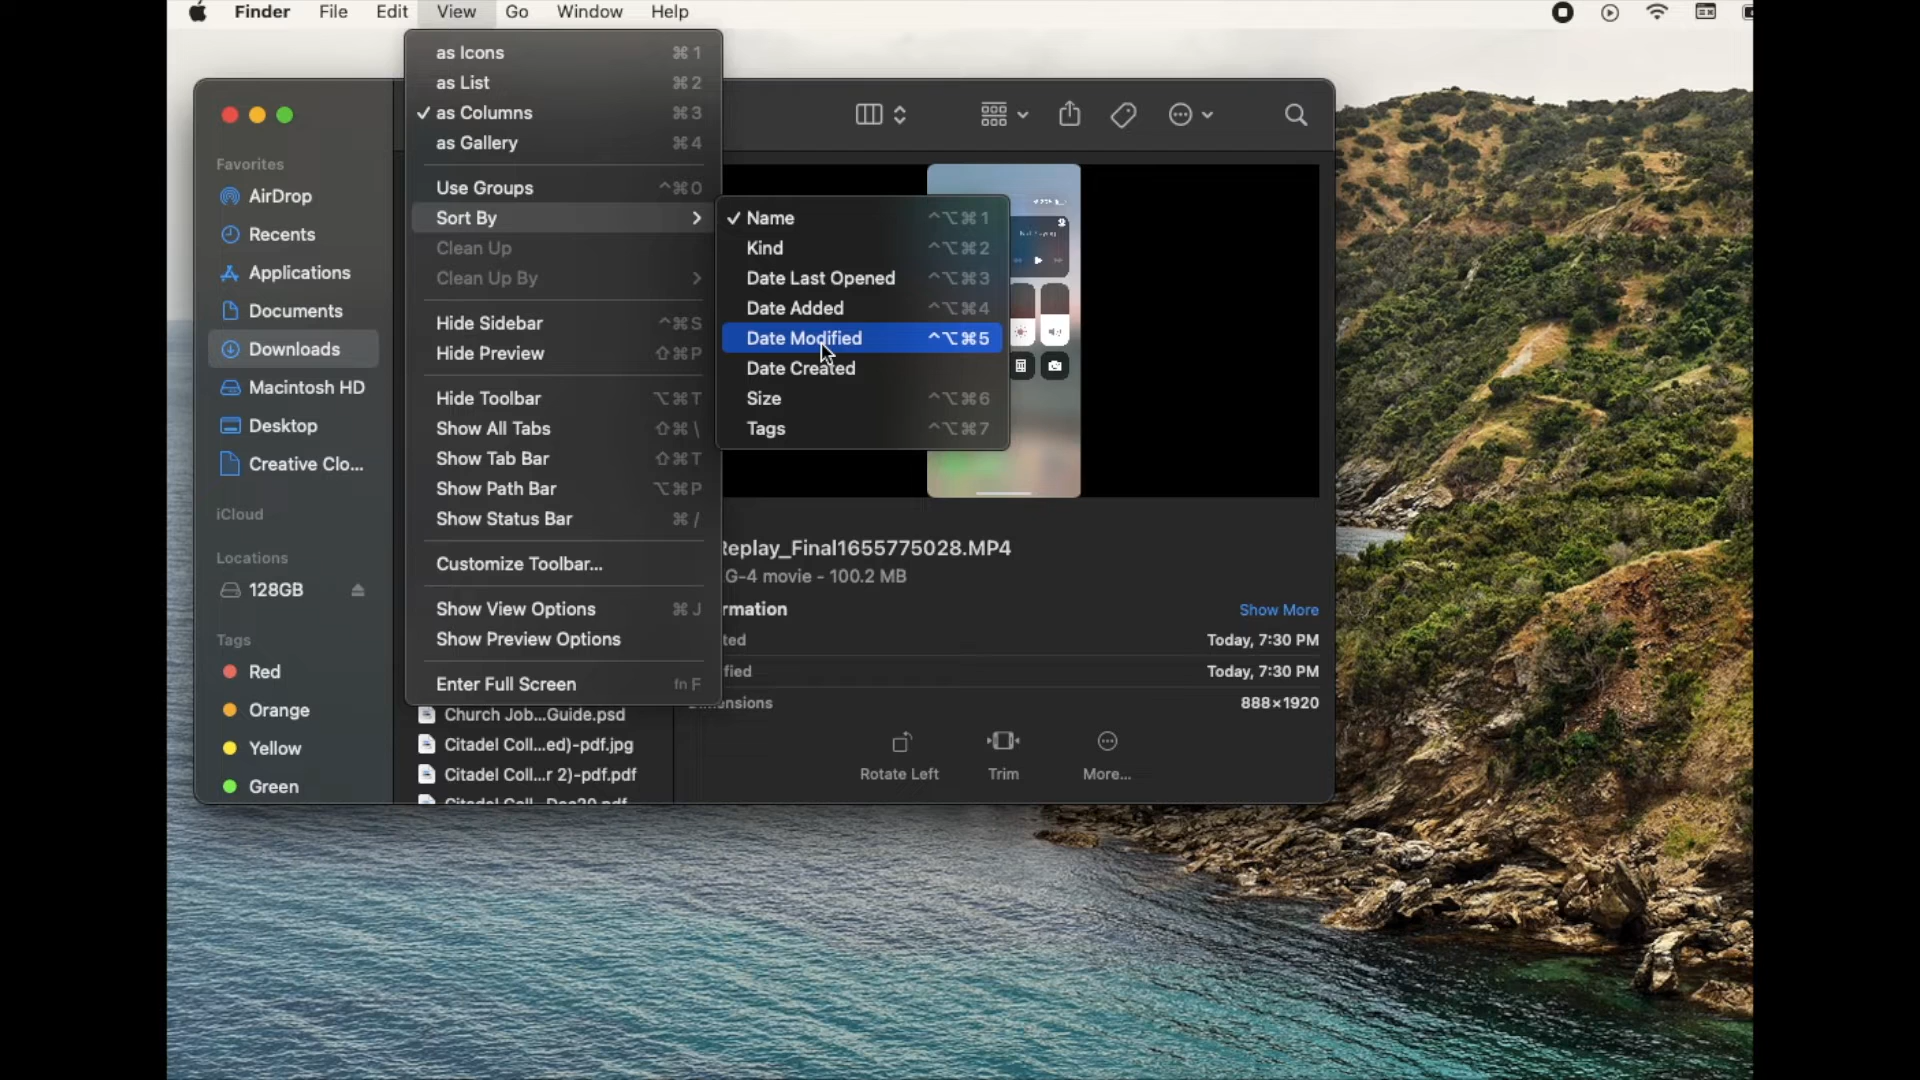 Finder File Edit View Go Window Help
as Icons ⌘1
as List ⌘2
✓ as Columns ⌘3
as Gallery ⌘4
Use Groups ^⌘0
Sort By >
Clean Up
Clean Up By >
Hide Sidebar ^⌘S
Hide Preview ⇧⌘P
Hide Toolbar ⌥⌘T
Show All Tabs ⇧⌘\
Show Tab Bar ⇧⌘T
Show Path Bar ⌥⌘P
Show Status Bar ⌘/
Customize Toolbar...
Show View Options ⌘J
Show Preview Options
Enter Full Screen fn F
✓ Name ^⌥⌘1
Kind ^⌥⌘2
Date Last Opened ^⌥⌘3
Date Added ^⌥⌘4
Date Modified ^⌥⌘5
Date Created
Size ^⌥⌘6
Tags ^⌥⌘7
Favorites
AirDrop
Recents
Applications
Documents
Downloads
Macintosh HD
Desktop
Creative Clo...
iCloud
Locations
128GB
Tags
Red
Orange
Yellow
Green
Church Job...Guide.psd
Citadel Coll...ed)-pdf.jpg
Citadel Coll...r 2)-pdf.pdf
eplay_Final1655775028.MP4
G-4 movie - 100.2 MB
rmation Show More
ted Today, 7:30 PM
fied Today, 7:30 PM
ensions 888×1920
Rotate Left Trim More...